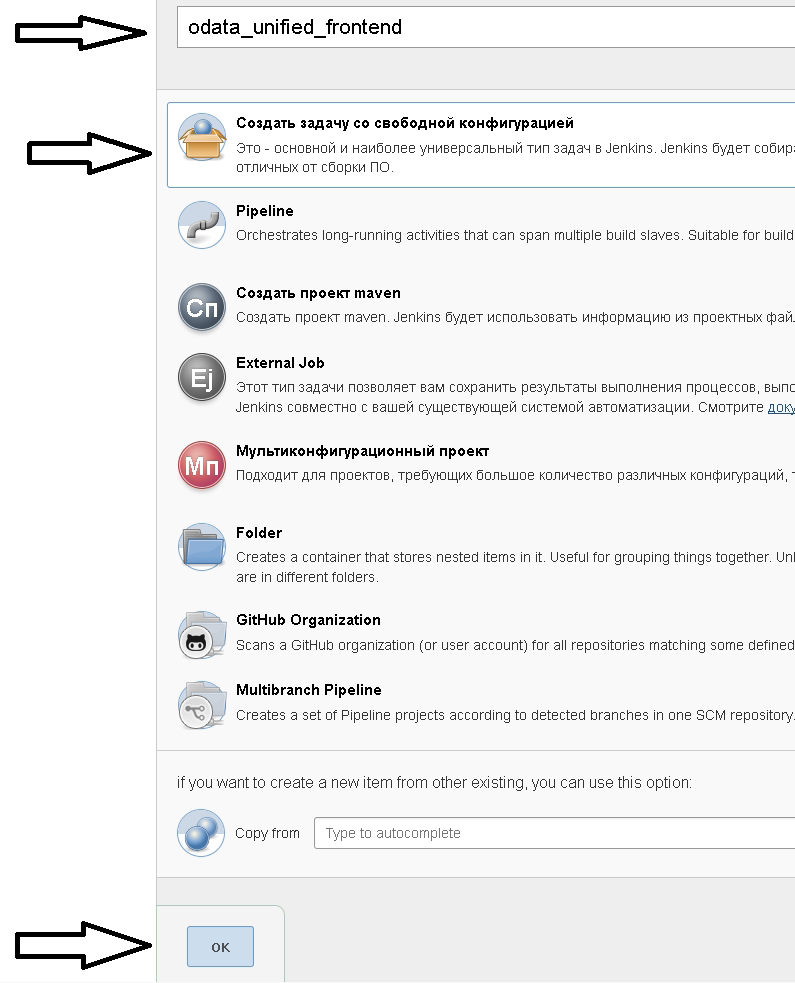 odata_unified_frontend
Создать задачу со свободной конфигурацией
Это - основной и наиболее универсальный тип задач в Jenkins. Jenkins будет собира
отличных от сборки ПО.
Pipeline
Orchestrates long-running activities that can span multiple build slaves. Suitable for build
Сп
Создать проект maven
Создать проект maven. Jenkins будет использовать информацию из проектных фай
Ej
External Job
Этот тип задачи позволяет вам сохранить результаты выполнения процессов, выпо
Jenkins совместно с вашей существующей системой автоматизации. Смотрите доку
Мп
Мультиконфигурационный проект
Подходит для проектов, требующих большое количество различных конфигураций, т
Folder
Creates a container that stores nested items in it. Useful for grouping things together. Unl
are in different folders.
GitHub Organization
Scans a GitHub organization (or user account) for all repositories matching some defined
Multibranch Pipeline
Creates a set of Pipeline projects according to detected branches in one SCM repository.
if you want to create a new item from other existing, you can use this option:
Copy from
Type to autocomplete
OK